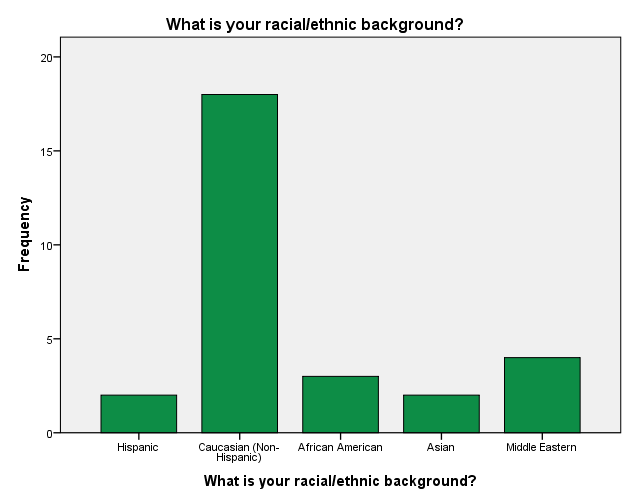 What is your racial/ethnic background?
20
15
10
5
0
Frequency
Hispanic
Caucasian (Non-
Hispanic)
African American
Asian
Middle Eastern
What is your racial/ethnic background?